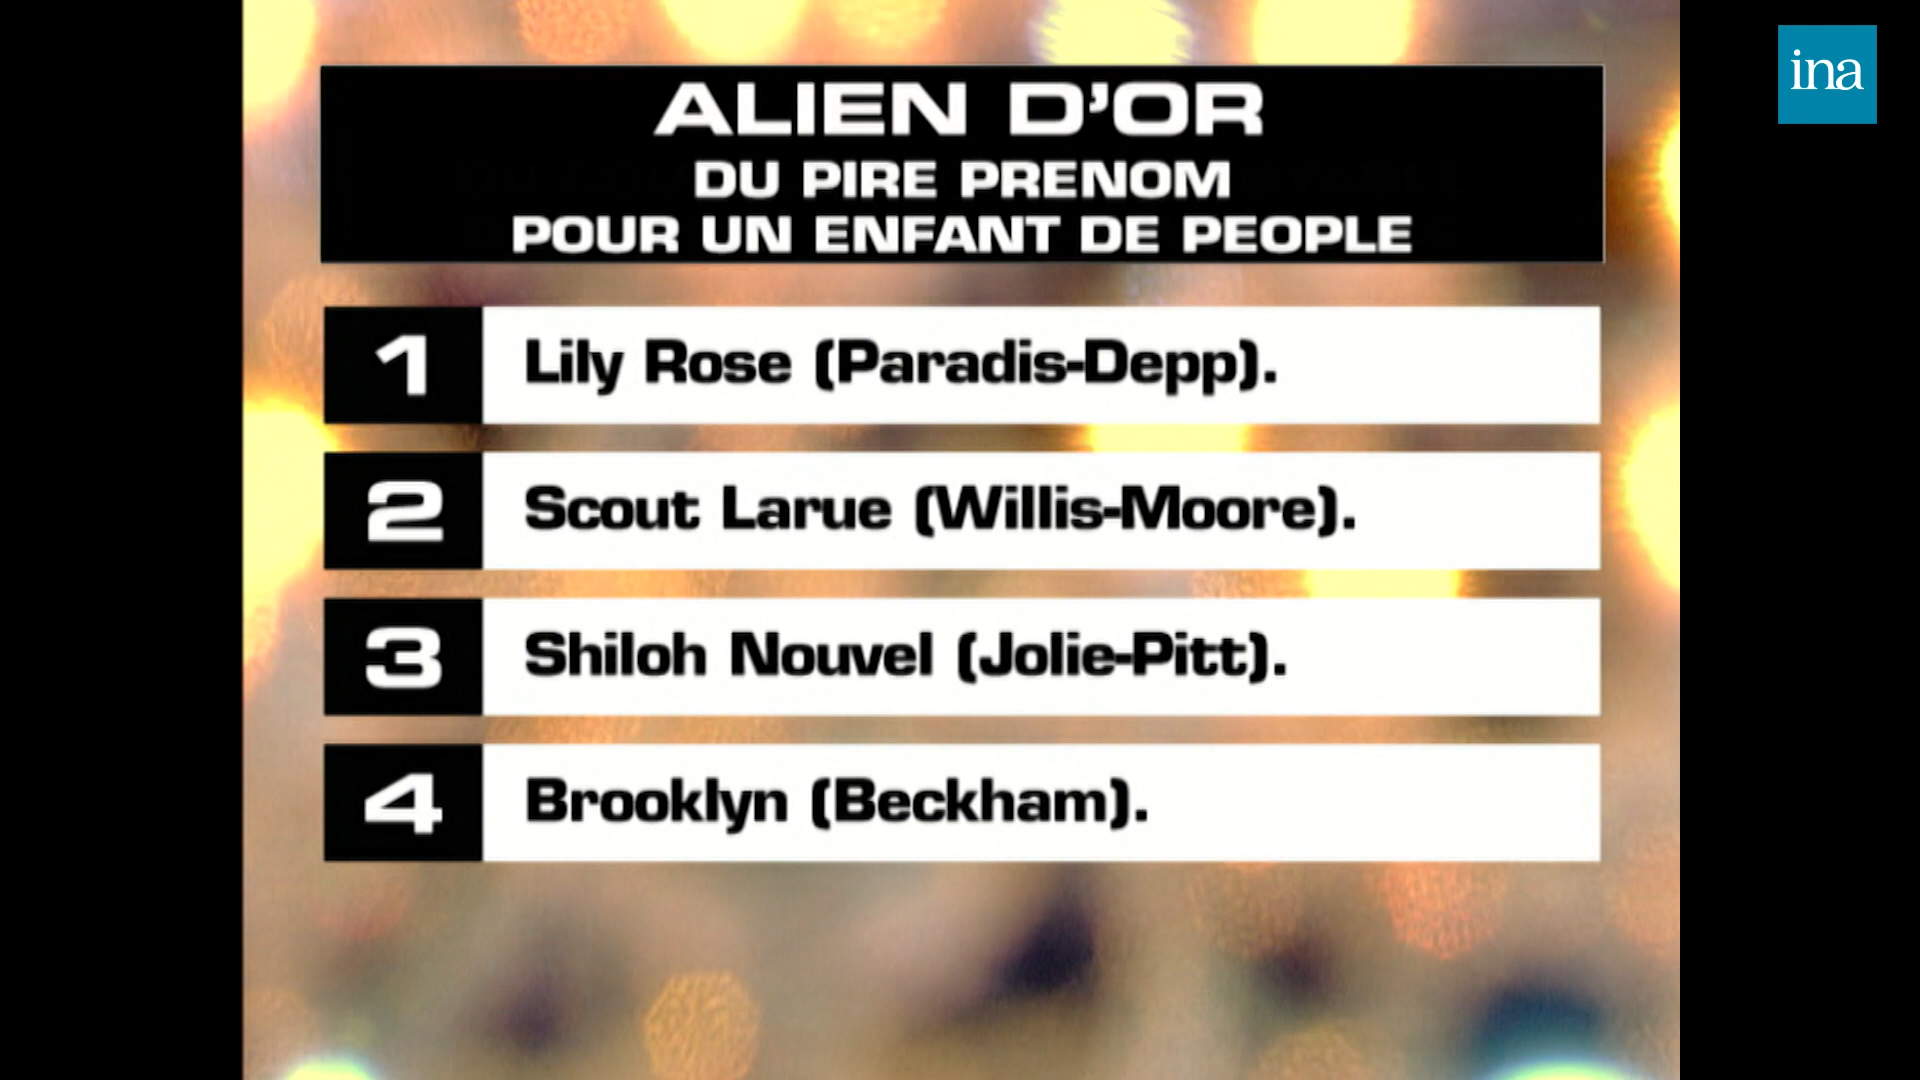 ina
ALIEN D'OR
DU PIRE PRENOM
POUR UN ENFANT DE PEOPLE
1 Lily Rose (Paradis-Depp).
2 Scout Larue (Willis-Moore).
3 Shiloh Nouvel (Jolie-Pitt).
4 Brooklyn (Beckham).